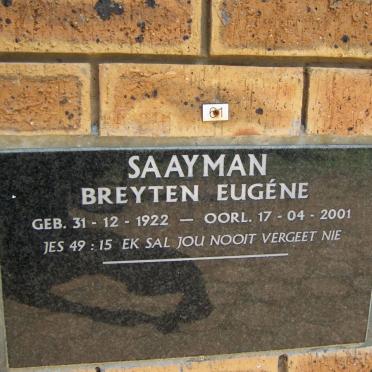 61
SAAYMAN
BREYTEN EUGÉNE
GEB. 31 - 12 - 1922 — OORL. 17 - 04 - 2001
JES 49 : 15 EK SAL JOU NOOIT VERGEET NIE